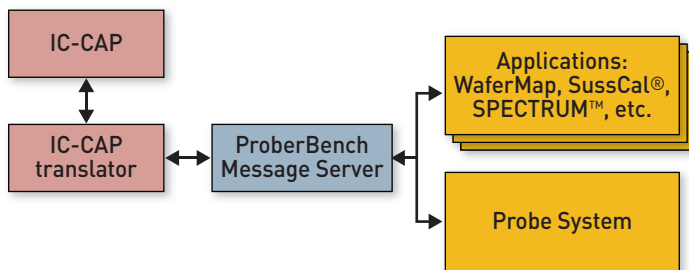 IC-CAP
IC-CAP
translator
ProberBench
Message Server
Applications:
WaferMap, SussCal®,
SPECTRUM™, etc.
Probe System